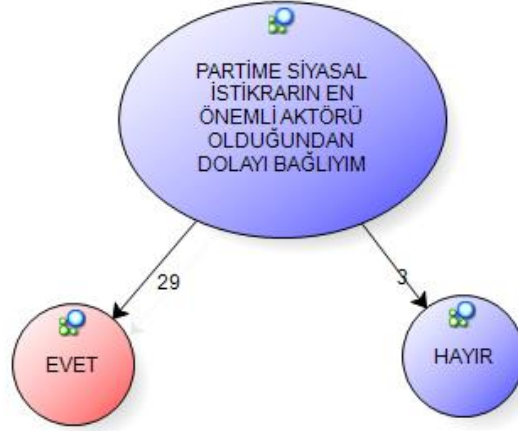 PARTİME SİYASAL
İSTİKRARIN EN
ÖNEMLİ AKTÖRÜ
OLDUĞUNDAN
DOLAYI BAĞLIYIM
29
3
EVET
HAYIR